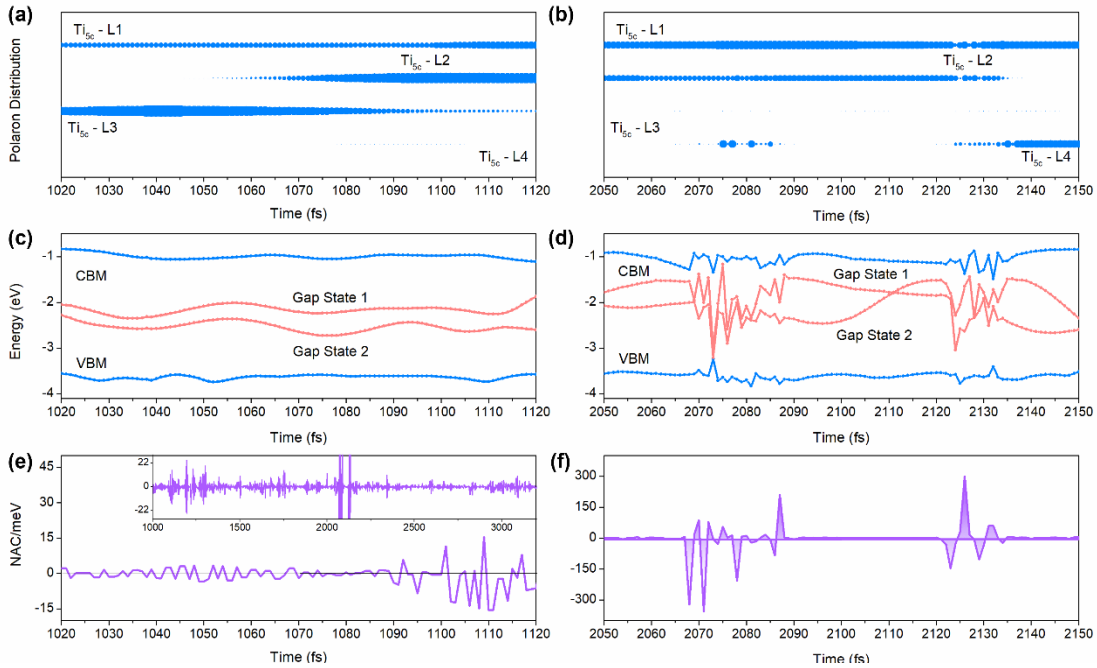 (a)
Ti5c - L1
Ti5c - L2
Ti5c - L3
Ti5c - L4
Polaron Distribution
1020 1030 1040 1050 1060 1070 1080 1090 1100 1110 1120
Time (fs)
(b)
Ti5c - L1
Ti5c - L2
Ti5c - L3
Ti5c - L4
2050 2060 2070 2080 2090 2100 2110 2120 2130 2140 2150
Time (fs)
(c)
-1
-2
-3
-4
Energy (eV)
CBM
Gap State 1
Gap State 2
VBM
1020 1030 1040 1050 1060 1070 1080 1090 1100 1110 1120
Time (fs)
(d)
-1
-2
-3
-4
CBM
Gap State 1
Gap State 2
VBM
2050 2060 2070 2080 2090 2100 2110 2120 2130 2140 2150
Time (fs)
(e)
45
30
15
0
-15
NAC/meV
22
0
-22
1000 1500 2000 2500 3000
1020 1030 1040 1050 1060 1070 1080 1090 1100 1110 1120
Time (fs)
(f)
300
150
0
-150
-300
2050 2060 2070 2080 2090 2100 2110 2120 2130 2140 2150
Time (fs)